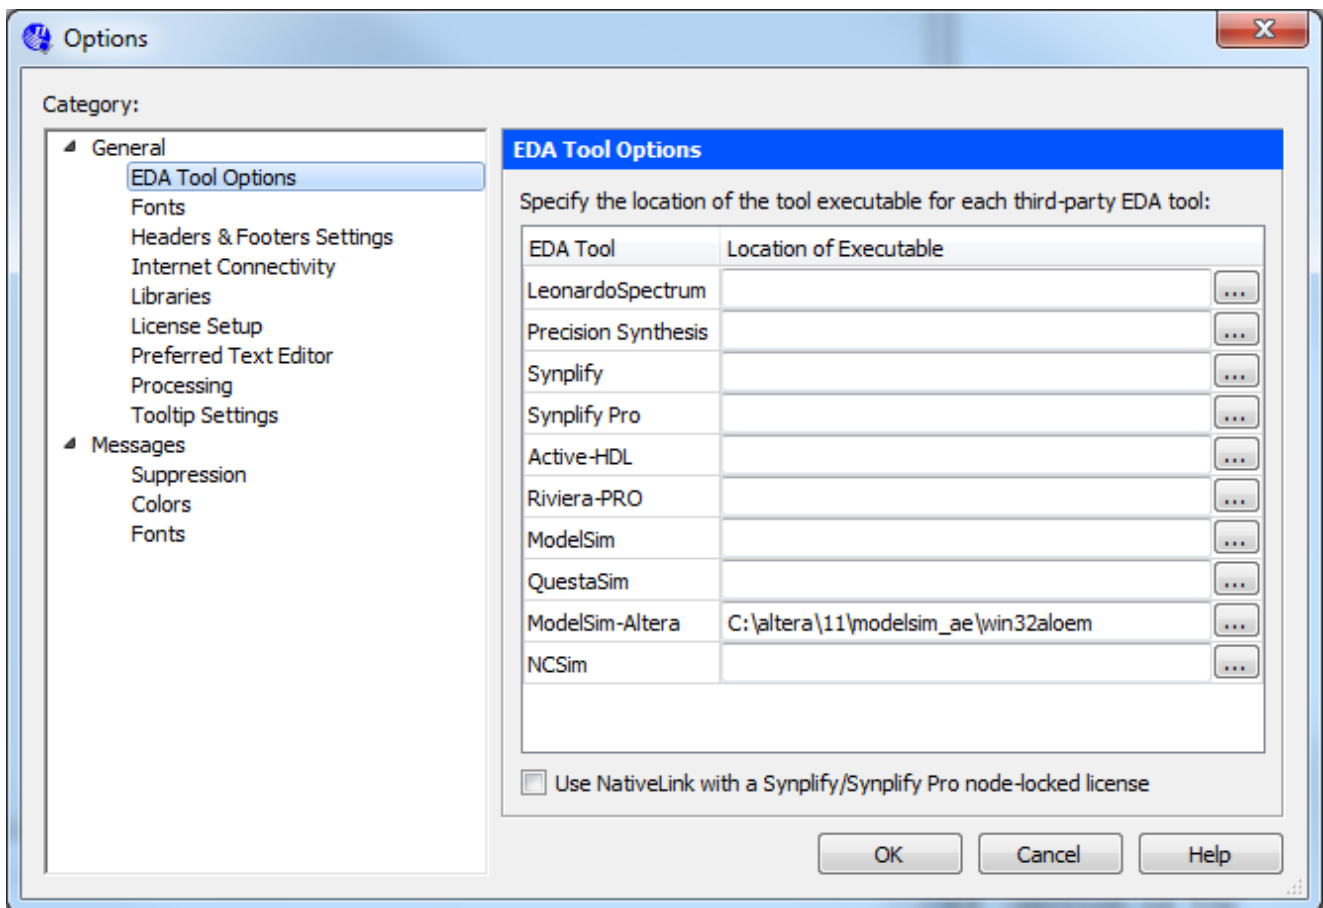 Options
Category:
General
EDA Tool Options
Fonts
Headers & Footers Settings
Internet Connectivity
Libraries
License Setup
Preferred Text Editor
Processing
Tooltip Settings
Messages
Suppression
Colors
Fonts
EDA Tool Options
Specify the location of the tool executable for each third-party EDA tool:
EDA Tool Location of Executable
LeonardoSpectrum ...
Precision Synthesis ...
Synplify ...
Synplify Pro ...
Active-HDL ...
Riviera-PRO ...
ModelSim ...
QuestaSim ...
ModelSim-Altera C:\altera\11\modelsim_ae\win32aloem ...
NCSim ...
Use NativeLink with a Synplify/Synplify Pro node-locked license
OK Cancel Help